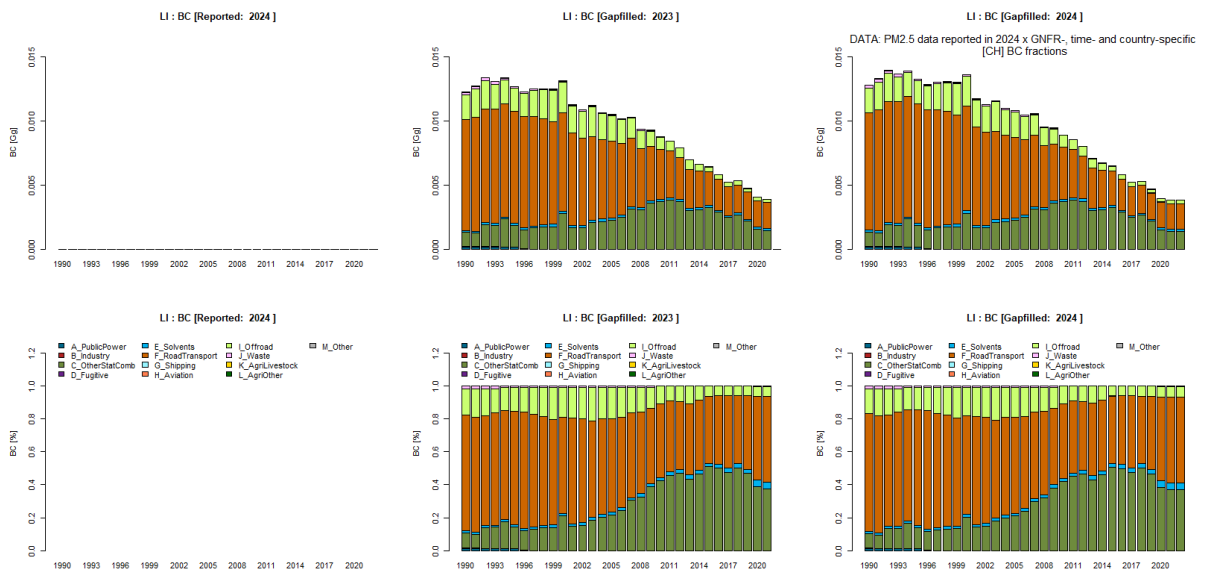 LI : BC [Reported: 2024 ]
LI : BC [Gapfilled: 2023 ]
LI : BC [Gapfilled: 2024 ]
DATA: PM2.5 data reported in 2024 x GNFR-, time- and country-specific
[CH] BC fractions
BC [Gg]
0.000 0.005 0.010 0.015
1990 1993 1996 1999 2002 2005 2008 2011 2014 2017 2020
BC [Gg]
0.000 0.005 0.010 0.015
1990 1993 1996 1999 2002 2005 2008 2011 2014 2017 2020
BC [Gg]
0.000 0.005 0.010 0.015
1990 1993 1996 1999 2002 2005 2008 2011 2014 2017 2020
LI : BC [Reported: 2024 ]
A_PublicPower E_Solvents I_Offroad M_Other
B_Industry F_RoadTransport J_Waste
C_OtherStatComb G_Shipping K_AgriLivestock
D_Fugitive H_Aviation L_AgriOther
BC [%]
0.0 0.2 0.4 0.6 0.8 1.0 1.2
1990 1993 1996 1999 2002 2005 2008 2011 2014 2017 2020
LI : BC [Gapfilled: 2023 ]
A_PublicPower E_Solvents I_Offroad M_Other
B_Industry F_RoadTransport J_Waste
C_OtherStatComb G_Shipping K_AgriLivestock
D_Fugitive H_Aviation L_AgriOther
BC [%]
0.0 0.2 0.4 0.6 0.8 1.0 1.2
1990 1993 1996 1999 2002 2005 2008 2011 2014 2017 2020
LI : BC [Gapfilled: 2024 ]
A_PublicPower E_Solvents I_Offroad M_Other
B_Industry F_RoadTransport J_Waste
C_OtherStatComb G_Shipping K_AgriLivestock
D_Fugitive H_Aviation L_AgriOther
BC [%]
0.0 0.2 0.4 0.6 0.8 1.0 1.2
1990 1993 1996 1999 2002 2005 2008 2011 2014 2017 2020